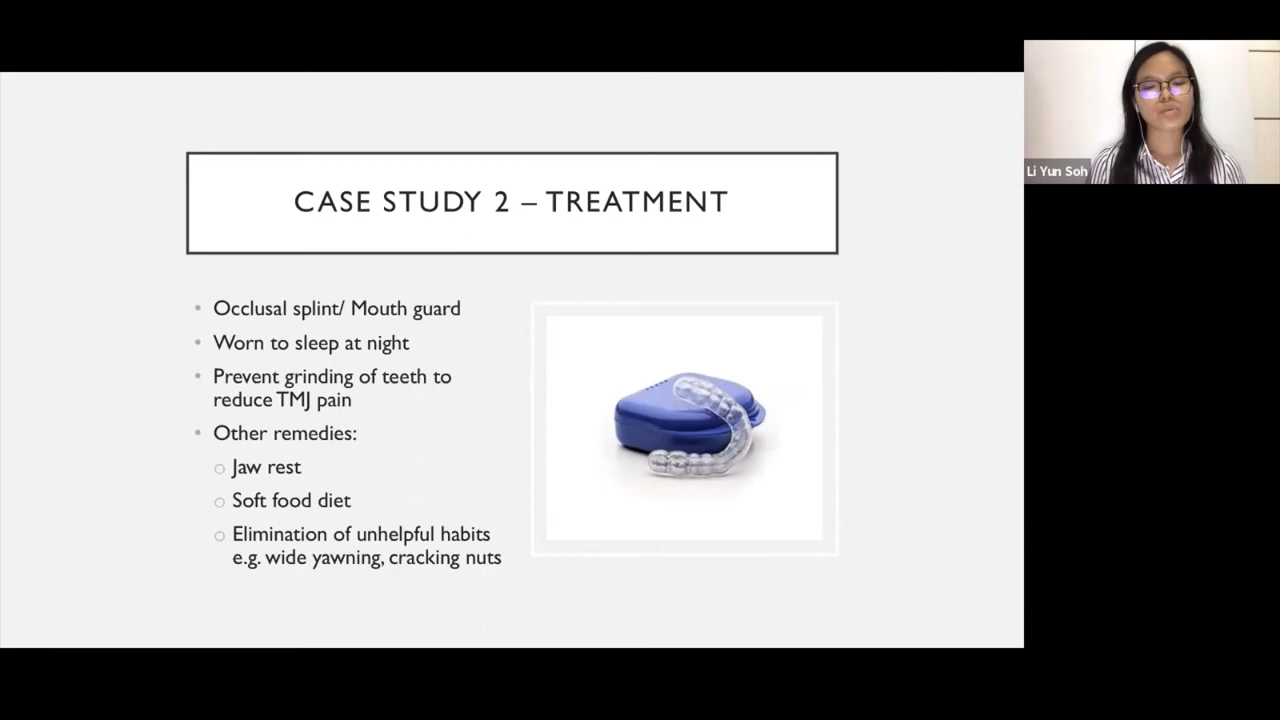 CASE STUDY 2 – TREATMENT
• Occlusal splint/ Mouth guard
• Worn to sleep at night
• Prevent grinding of teeth to
reduce TMJ pain
• Other remedies:
○ Jaw rest
○ Soft food diet
○ Elimination of unhelpful habits
e.g. wide yawning, cracking nuts
Li Yun Soh